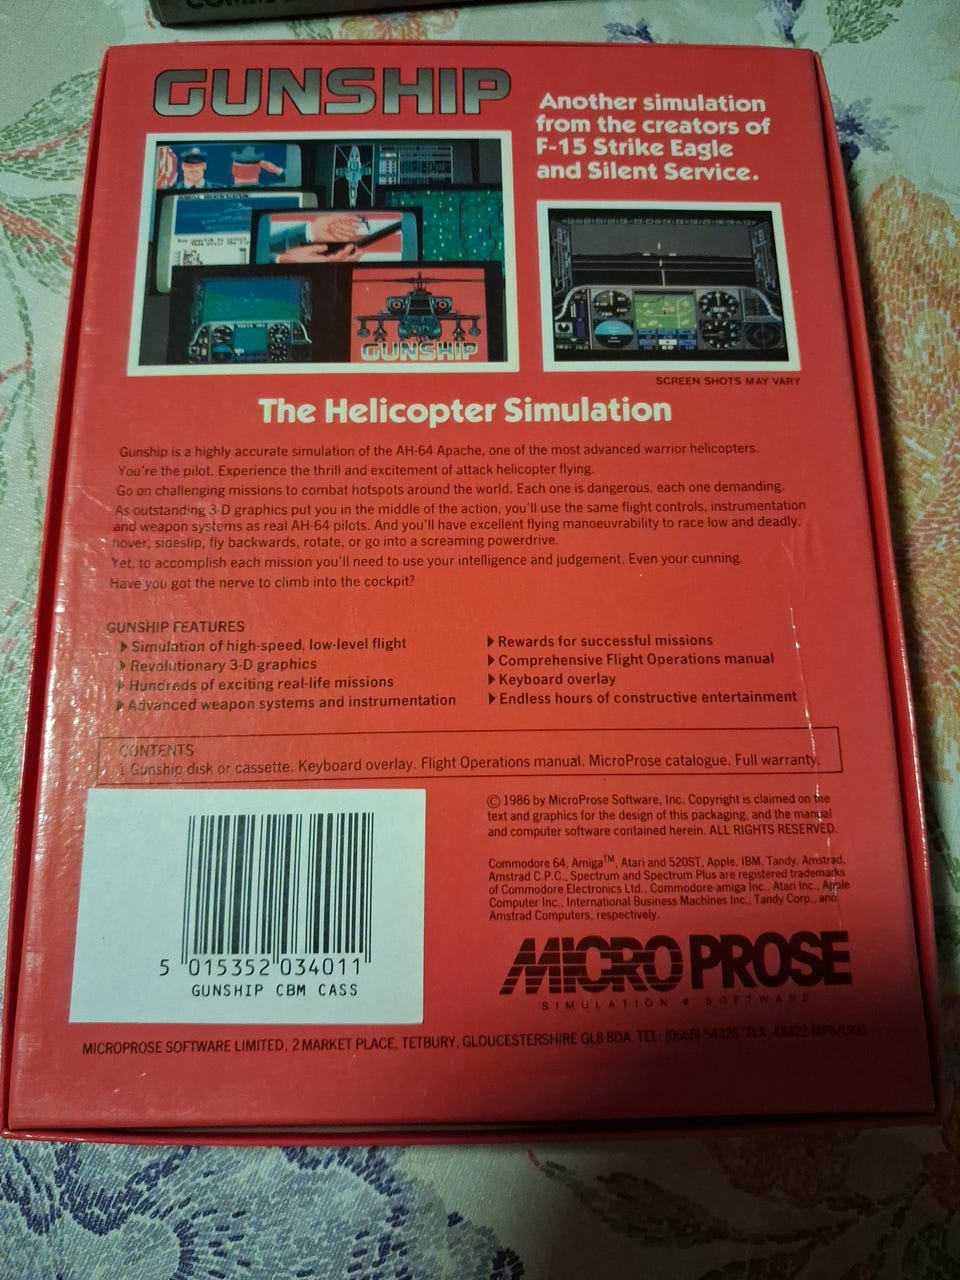 COMM
GUNSHIP
Another simulation
from the creators of
F-15 Strike Eagle
and Silent Service.
GUNSHIP
SCREEN SHOTS MAY VARY
The Helicopter Simulation
Gunship is a highly accurate simulation of the AH-64 Apache, one of the most advanced warrior helicopters.
You're the pilot. Experience the thrill and excitement of attack helicopter flying.
Go on challenging missions to combat hotspots around the world. Each one is dangerous, each one demanding.
As outstanding 3-D graphics put you in the middle of the action, you'll use the same flight controls, instrumentation
and weapon systems as real AH-64 pilots. And you'll have excellent flying manoeuvrability to race low and deadly,
hover, sideslip, fly backwards, rotate, or go into a screaming powerdrive.
Yet, to accomplish each mission you'll need to use your intelligence and judgement. Even your cunning.
Have you got the nerve to climb into the cockpit?
GUNSHIP FEATURES
Simulation of high-speed, low-level flight
Revolutionary 3-D graphics
Hundreds of exciting real-life missions
Advanced weapon systems and instrumentation
Rewards for successful missions
Comprehensive Flight Operations manual
Keyboard overlay
Endless hours of constructive entertainment
CONTENTS
1 Gunship disk or cassette. Keyboard overlay. Flight Operations manual. MicroProse catalogue. Full warranty.
5 015352 034011
GUNSHIP CBM CASS
© 1986 by MicroProse Software, Inc. Copyright is claimed on the
text and graphics for the design of this packaging, and the manual
and computer software contained herein. ALL RIGHTS RESERVED.
Commodore 64, Amiga™, Atari and 520ST, Apple, IBM, Tandy, Amstrad,
Amstrad C.P.C., Spectrum and Spectrum Plus are registered trademarks
of Commodore Electronics Ltd., Commodore-amiga Inc., Atari Inc., Apple
Computer Inc., International Business Machines Inc., Tandy Corp., and
Amstrad Computers, respectively.
MICRO PROSE
SIMULATION • SOFTWARE
MICROPROSE SOFTWARE LIMITED, 2 MARKET PLACE, TETBURY, GLOUCESTERSHIRE GL8 8DA. TEL: (0666) 54326. TLX: 43422 MPS/UKG